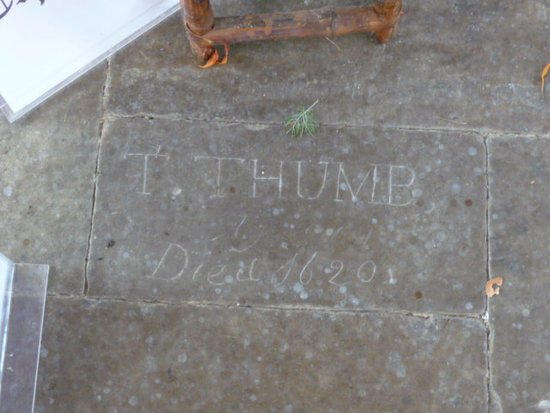 T. THUMB,
Died 1620.